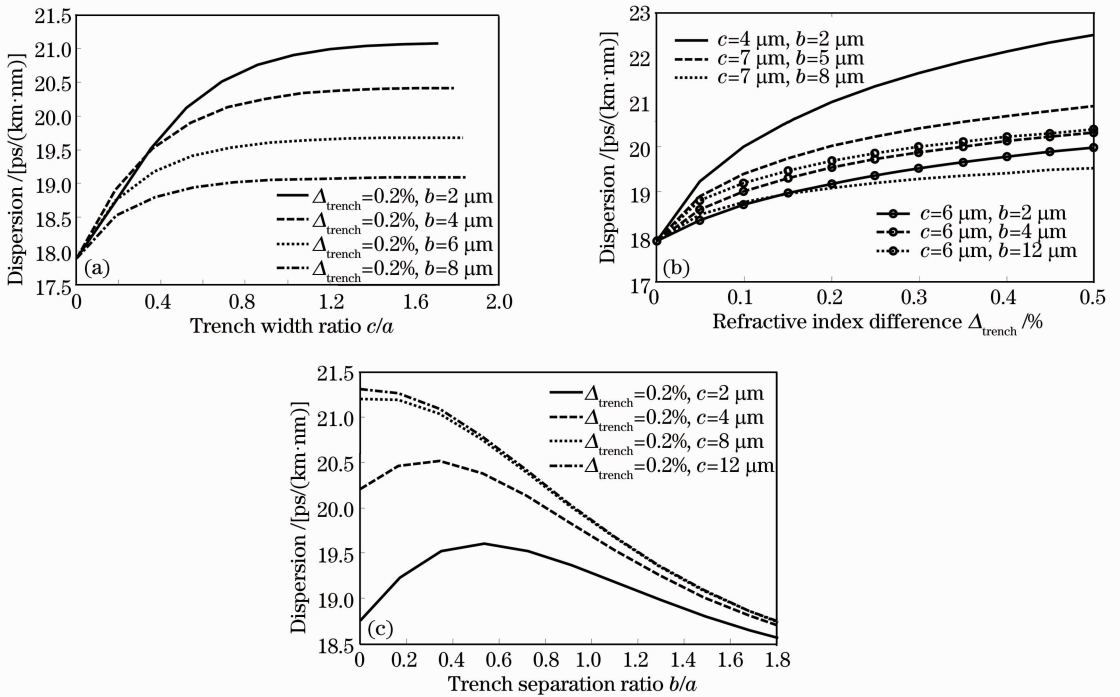 21.5
21.0
20.5
20.0
19.5
19.0
18.5
18.0
17.5
Dispersion /[ps/(km·nm)]
Δtrench=0.2%, b=2 μm
Δtrench=0.2%, b=4 μm
Δtrench=0.2%, b=6 μm
Δtrench=0.2%, b=8 μm
(a)
0 0.4 0.8 1.2 1.6 2.0
Trench width ratio c/a
23
22
21
20
19
18
17
Dispersion /[ps/(km·nm)]
c=4 μm, b=2 μm
c=7 μm, b=5 μm
c=7 μm, b=8 μm
c=6 μm, b=2 μm
c=6 μm, b=4 μm
c=6 μm, b=12 μm
(b)
0 0.1 0.2 0.3 0.4 0.5
Refractive index difference Δtrench /%
21.5
21.0
20.5
20.0
19.5
19.0
18.5
Dispersion /[ps/(km·nm)]
Δtrench=0.2%, c=2 μm
Δtrench=0.2%, c=4 μm
Δtrench=0.2%, c=8 μm
Δtrench=0.2%, c=12 μm
(c)
0 0.2 0.4 0.6 0.8 1.0 1.2 1.4 1.6 1.8
Trench separation ratio b/a